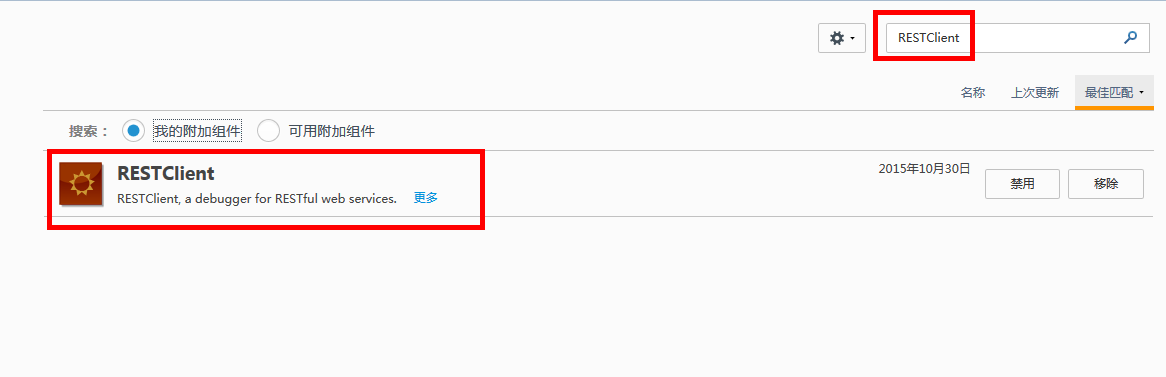 RESTClient
名称 上次更新 最佳匹配
搜索： 我的附加组件 可用附加组件
RESTClient 2015年10月30日
RESTClient, a debugger for RESTful web services. 更多 禁用 移除